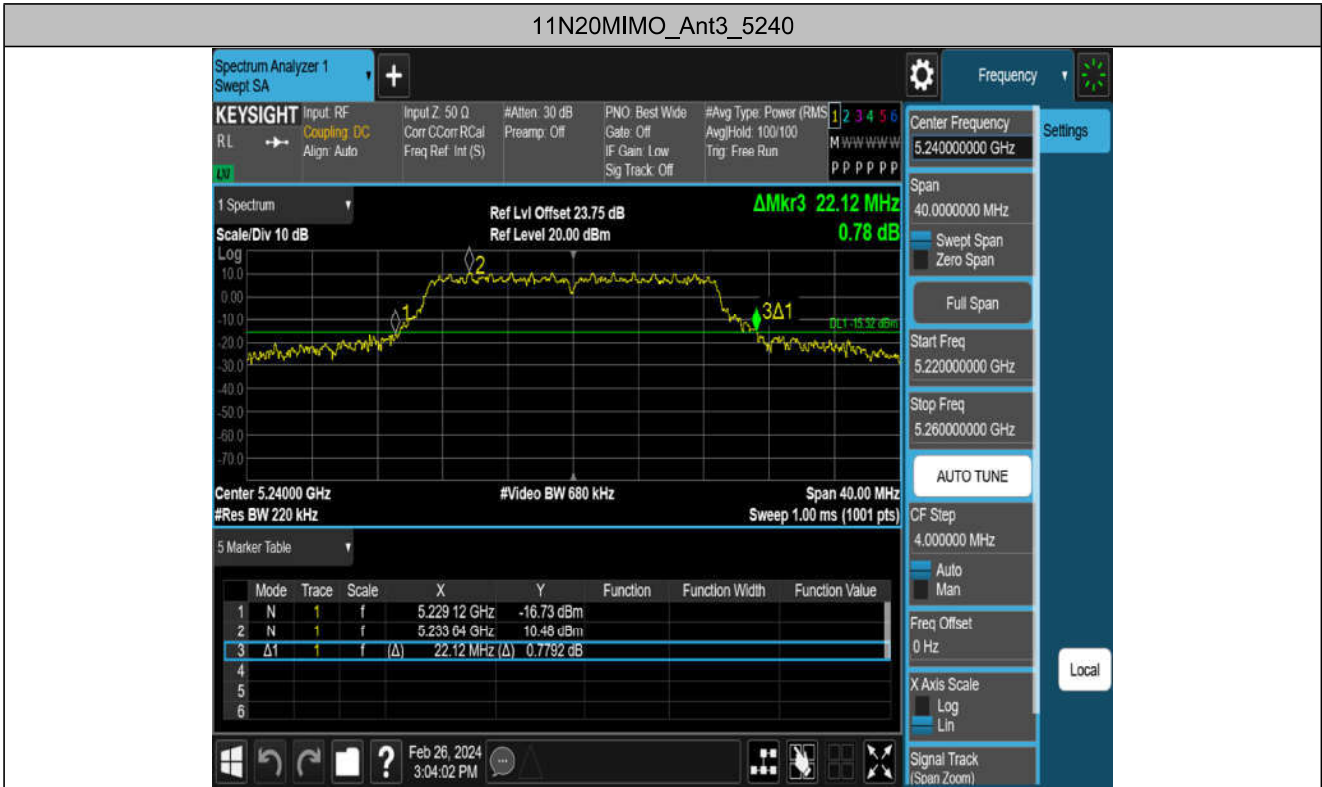 11N20MIMO_Ant3_5240
Spectrum Analyzer 1
Swept SA
+
Frequency
KEYSIGHT
RL
LXI
Input: RF
Coupling: DC
Align: Auto
Input Z: 50 Ω
Corr CCorr RCal
Freq Ref: Int (S)
#Atten: 30 dB
Preamp: Off
PNO: Best Wide
Gate: Off
IF Gain: Low
Sig Track: Off
#Avg Type: Power (RMS
Avg|Hold: 100/100
Trig: Free Run
1 2 3 4 5 6
M W W W W W
P P P P P P
1 Spectrum
Scale/Div 10 dB
Ref Lvl Offset 23.75 dB
Ref Level 20.00 dBm
ΔMkr3 22.12 MHz
0.78 dB
Log
10.0
0.00
-10.0
-20.0
-30.0
-40.0
-50.0
-60.0
-70.0
1
2
3Δ1
DL1 -15.52 dBm
Center 5.24000 GHz
#Res BW 220 kHz
#Video BW 680 kHz
Span 40.00 MHz
Sweep 1.00 ms (1001 pts)
5 Marker Table
Mode Trace Scale X Y Function Function Width Function Value
1 N 1 f 5.229 12 GHz -16.73 dBm
2 N 1 f 5.233 64 GHz 10.48 dBm
3 Δ1 1 f (Δ) 22.12 MHz (Δ) 0.7792 dB
4
5
6
Feb 26, 2024
3:04:02 PM
?
Center Frequency
5.240000000 GHz
Settings
Span
40.0000000 MHz
Swept Span
Zero Span
Full Span
Start Freq
5.220000000 GHz
Stop Freq
5.260000000 GHz
AUTO TUNE
CF Step
4.000000 MHz
Auto
Man
Freq Offset
0 Hz
X Axis Scale
Log
Lin
Local
Signal Track
(Span Zoom)